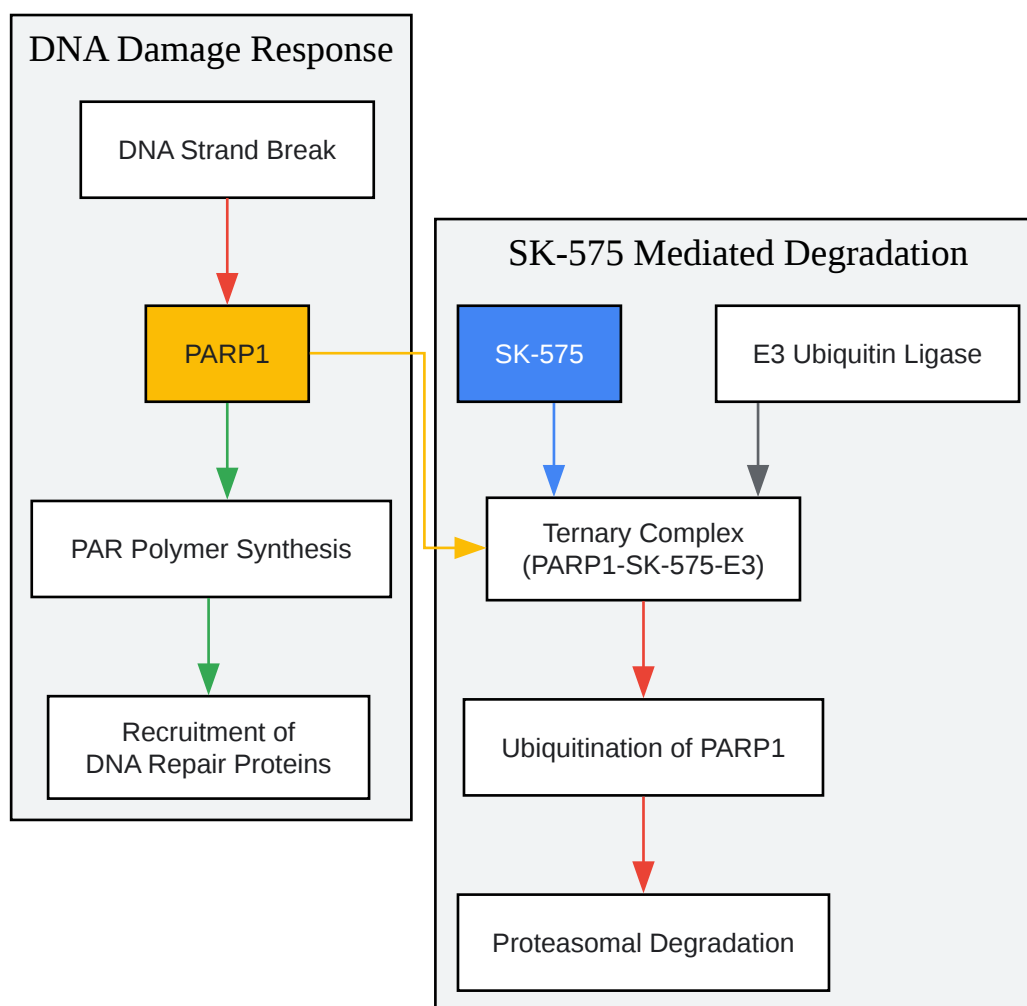 DNA Damage Response
DNA Strand Break
PARP1
PAR Polymer Synthesis
Recruitment of
DNA Repair Proteins
SK-575 Mediated Degradation
SK-575
E3 Ubiquitin Ligase
Ternary Complex
(PARP1-SK-575-E3)
Ubiquitination of PARP1
Proteasomal Degradation